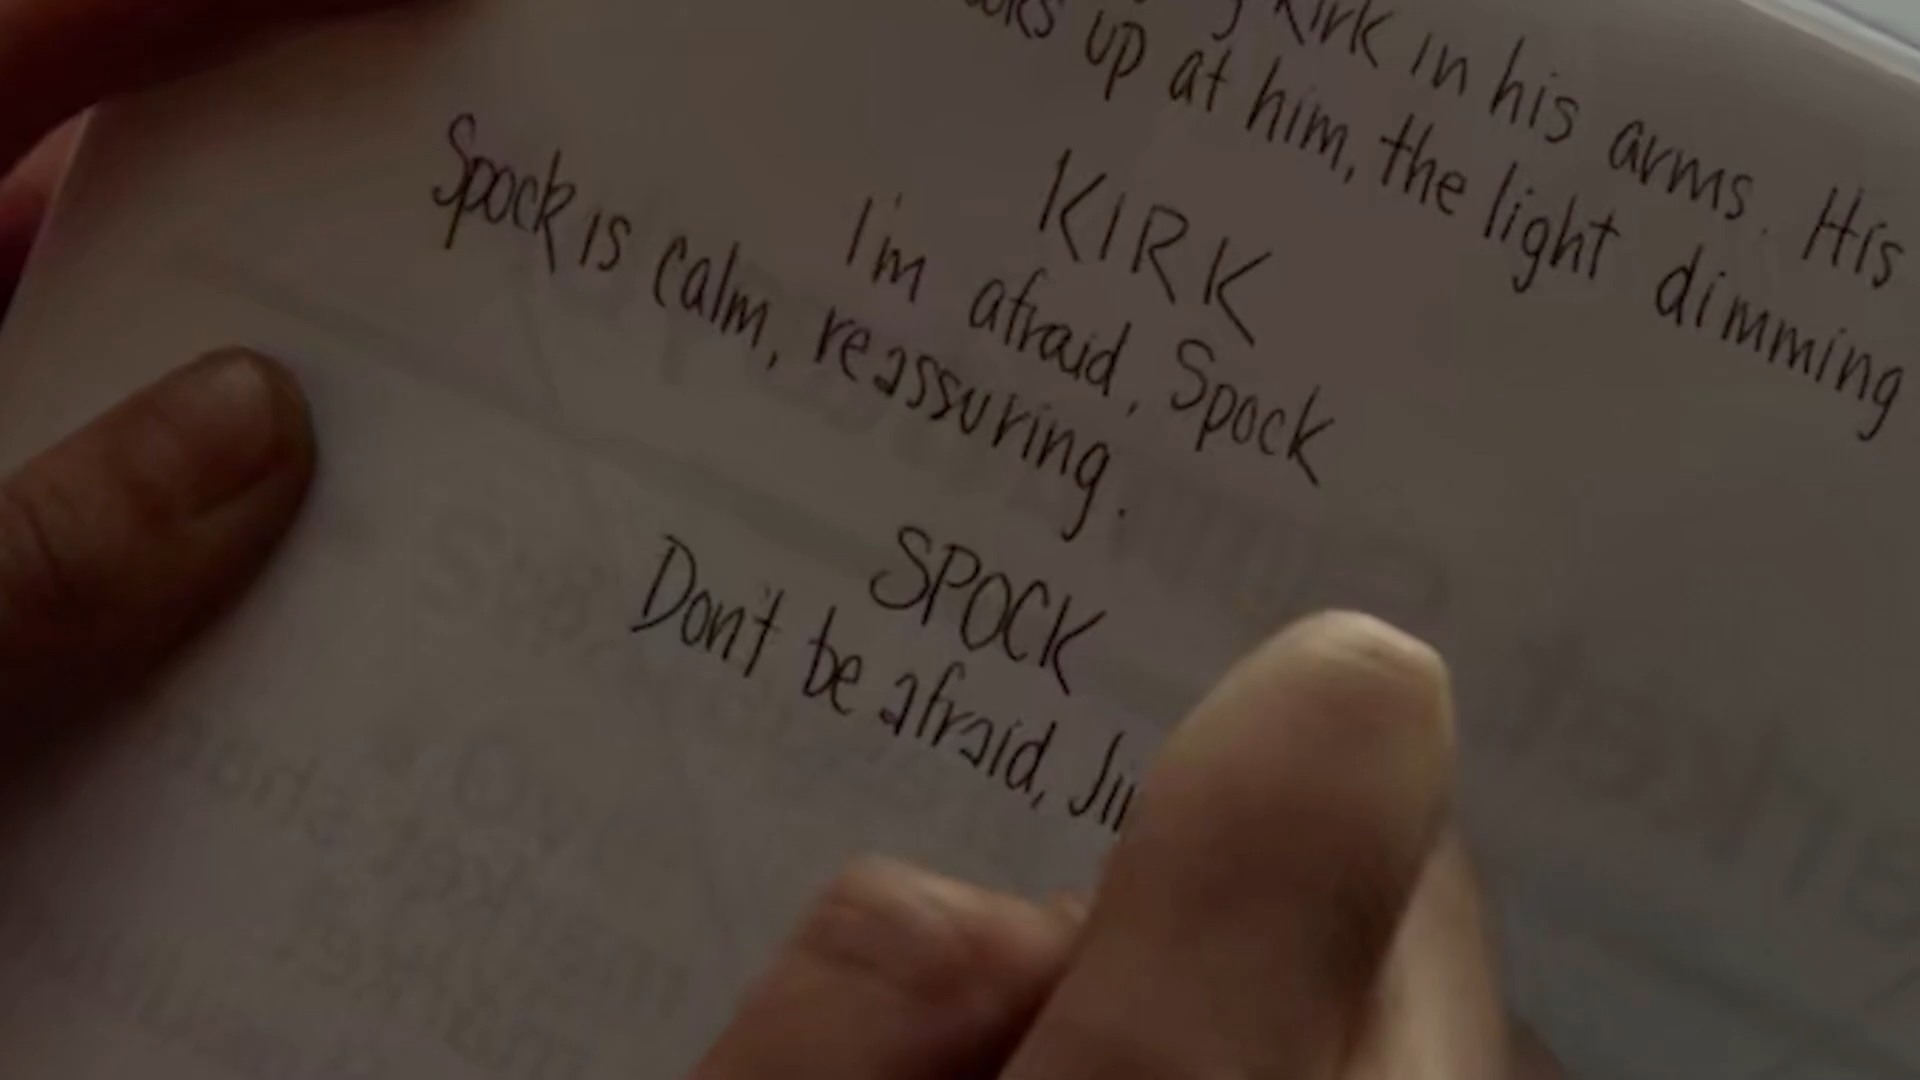 Kirk in his arms. His
up at him, the light dimming
KIRK
I'm afraid, Spock
Spock is calm, reassuring.
SPOCK
Don't be afraid,